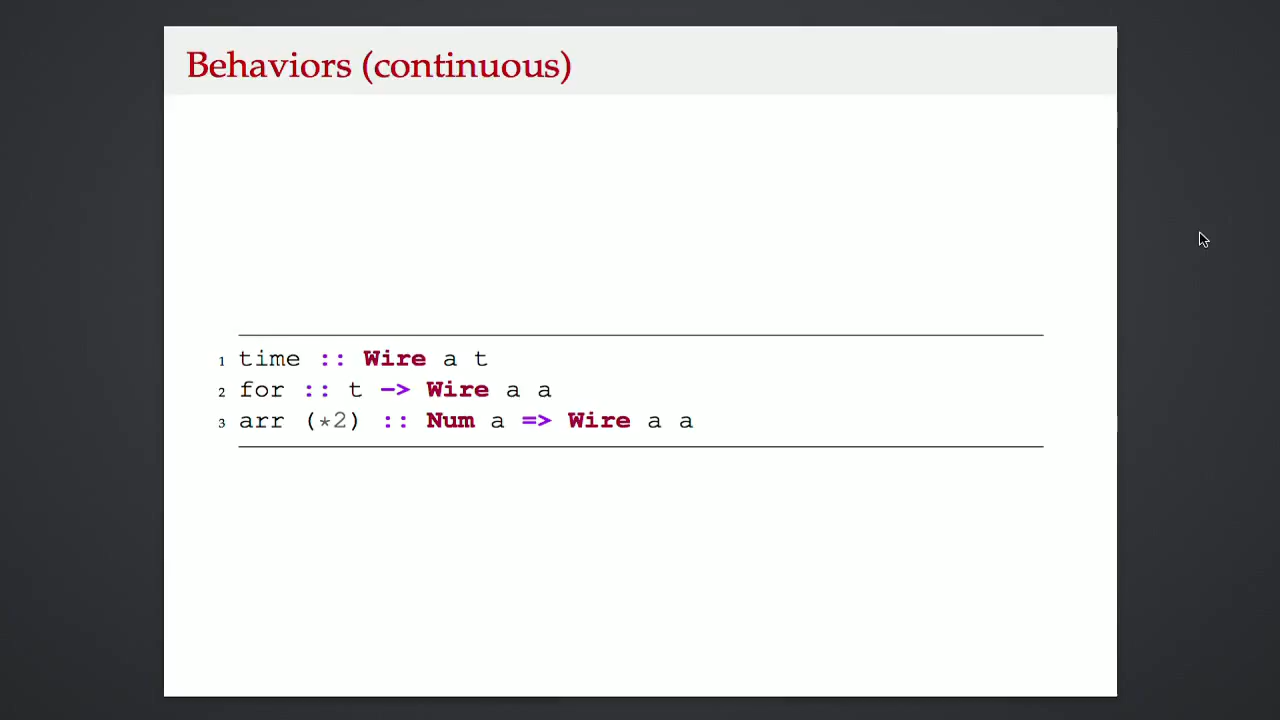 Behaviors (continuous)
1 time :: Wire a t
2 for :: t -> Wire a a
3 arr (*2) :: Num a => Wire a a